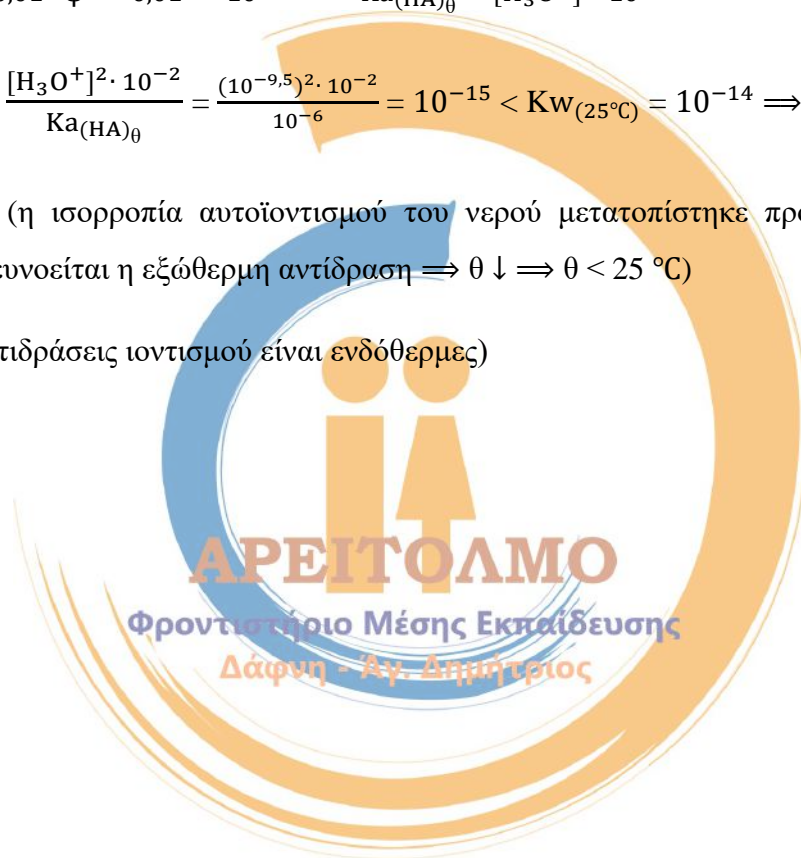 [H₃O⁺]²· 10⁻² / Ka₍HA₎θ = (10⁻⁹,⁵)²· 10⁻² / 10⁻⁶ = 10⁻¹⁵ < Kw₍25℃₎ = 10⁻¹⁴ ⟹
(η ισορροπία αυτοϊοντισμού του νερού μετατοπίστηκε προ
ευνοείται η εξώθερμη αντίδραση ⟹ θ ↓ ⟹ θ < 25 ℃)
τιδράσεις ιοντισμού είναι ενδόθερμες)
ΑΡΕΙΤΟΛΜΟ
Φροντιστήριο Μέσης Εκπαίδευσης
Δάφνη - Άγ. Δημήτριος